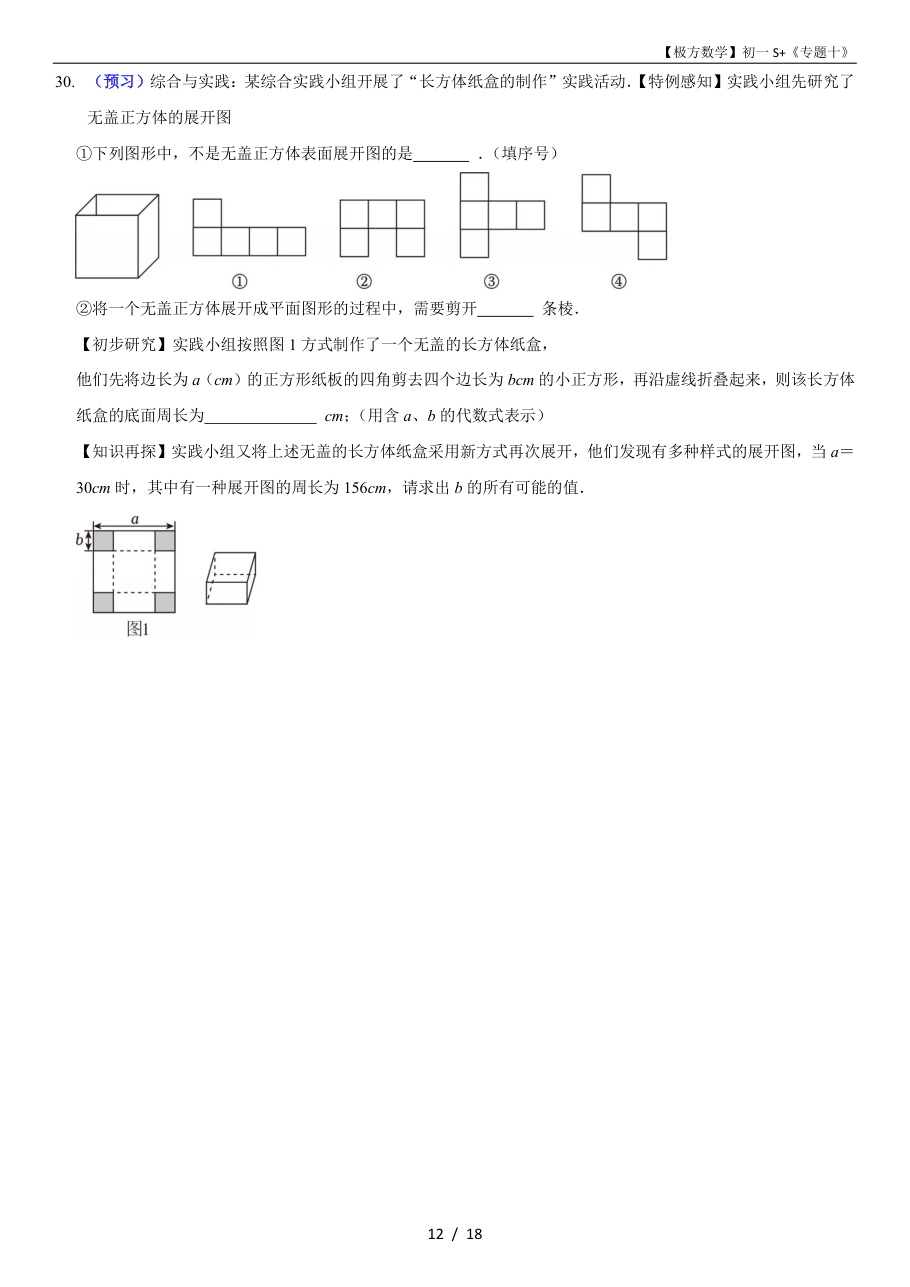 【极方数学】初一 S+《专题十》
30. （预习）综合与实践：某综合实践小组开展了“长方体纸盒的制作”实践活动．【特例感知】实践小组先研究了
无盖正方体的展开图
①下列图形中，不是无盖正方体表面展开图的是_______ ．（填序号）
① ② ③ ④
②将一个无盖正方体展开成平面图形的过程中，需要剪开_______ 条棱．
【初步研究】实践小组按照图 1 方式制作了一个无盖的长方体纸盒，
他们先将边长为 a（cm）的正方形纸板的四角剪去四个边长为 bcm 的小正方形，再沿虚线折叠起来，则该长方体
纸盒的底面周长为______________ cm；（用含 a、b 的代数式表示）
【知识再探】实践小组又将上述无盖的长方体纸盒采用新方式再次展开，他们发现有多种样式的展开图，当 a＝
30cm 时，其中有一种展开图的周长为 156cm，请求出 b 的所有可能的值．
a
b
图1
12 / 18